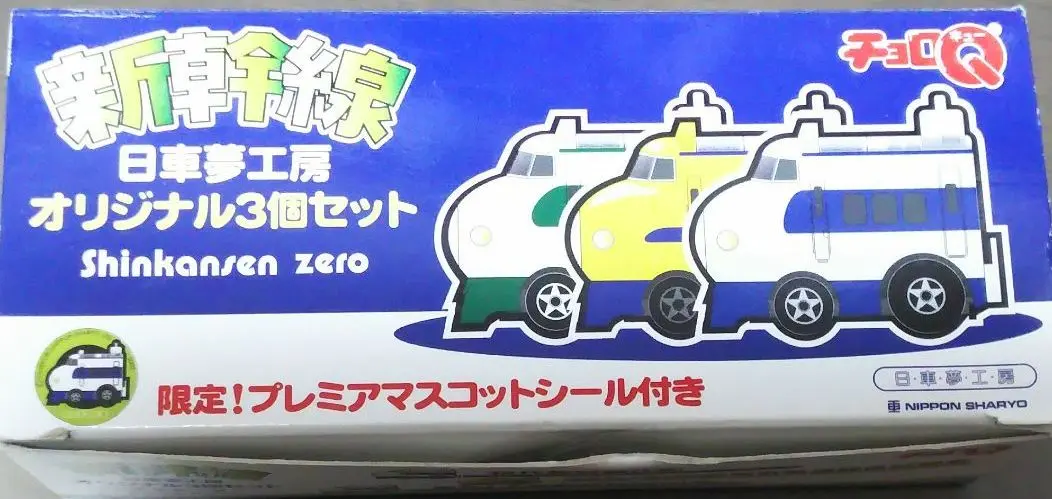 新幹線
日車夢工房
オリジナル3個セット
Shinkansen zero
チョロQ
キュー
限定!プレミアマスコットシール付き
日・車・夢・工・房
NIPPON SHARYO